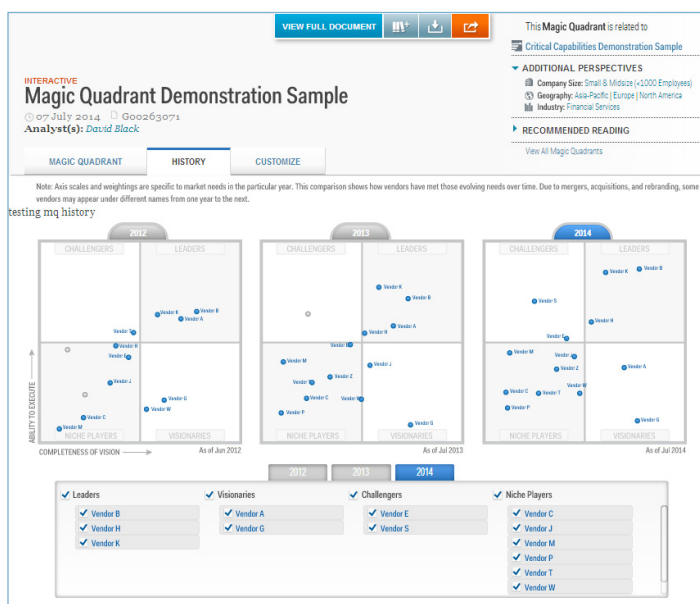 VIEW FULL DOCUMENT
This Magic Quadrant is related to
Critical Capabilities Demonstration Sample
ADDITIONAL PERSPECTIVES
Company Size: Small & Midsize (<1000 Employees)
Geography: Asia-Pacific | Europe | North America
Industry: Financial Services
RECOMMENDED READING
View All Magic Quadrants
INTERACTIVE
Magic Quadrant Demonstration Sample
07 July 2014 G00263071
Analyst(s): David Black
MAGIC QUADRANT HISTORY CUSTOMIZE
Note: Axis scales and weightings are specific to market needs in the particular year. This comparison shows how vendors have met those evolving needs over time. Due to mergers, acquisitions, and rebranding, some
vendors may appear under different names from one year to the next.
testing mq history
2012
CHALLENGERS LEADERS
Vendor K Vendor B
Vendor A
Vendor S
Vendor H
Vendor E
Vendor J
Vendor G
Vendor W
Vendor C
Vendor M
NICHE PLAYERS VISIONARIES
ABILITY TO EXECUTE
COMPLETENESS OF VISION
As of Jun 2012
2013
CHALLENGERS LEADERS
Vendor K
Vendor B
Vendor A
Vendor H
Vendor M
Vendor J
Vendor Z
Vendor C
Vendor P
Vendor G
NICHE PLAYERS VISIONARIES
As of Jul 2013
2014
CHALLENGERS LEADERS
Vendor K Vendor B
Vendor S
Vendor H
Vendor E
Vendor M
Vendor J
Vendor Z
Vendor A
Vendor W
Vendor C
Vendor T
Vendor P
Vendor G
NICHE PLAYERS VISIONARIES
As of Jul 2014
2012 2013 2014
Leaders Visionaries Challengers Niche Players
Vendor B Vendor A Vendor E Vendor C
Vendor H Vendor G Vendor S Vendor J
Vendor K Vendor M
Vendor P
Vendor T
Vendor W